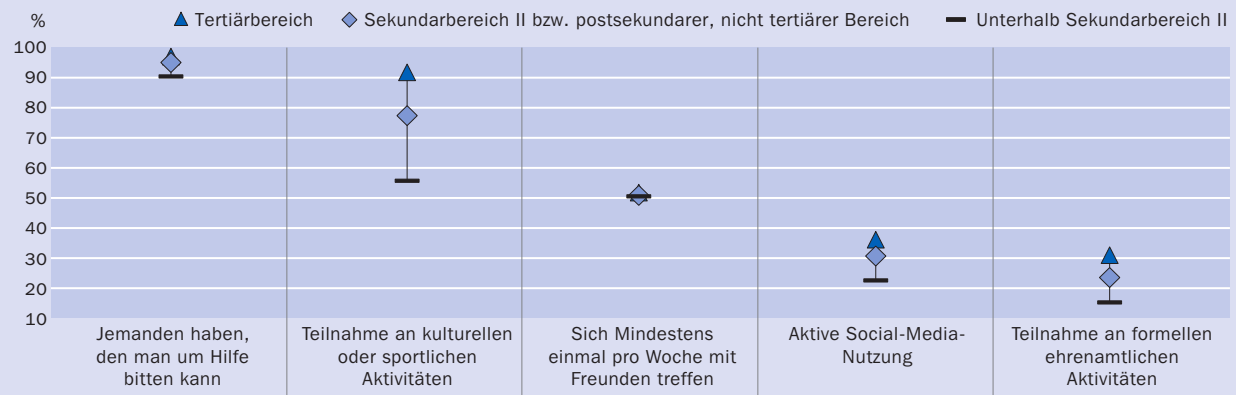 %
Tertiärbereich
Sekundarbereich II bzw. postsekundarer, nicht tertiärer Bereich
Unterhalb Sekundarbereich II
100
90
80
70
60
50
40
30
20
10
Jemanden haben,
den man um Hilfe
bitten kann
Teilnahme an kulturellen
oder sportlichen
Aktivitäten
Sich Mindestens
einmal pro Woche mit
Freunden treffen
Aktive Social-Media-
Nutzung
Teilnahme an formellen
ehrenamtlichen
Aktivitäten